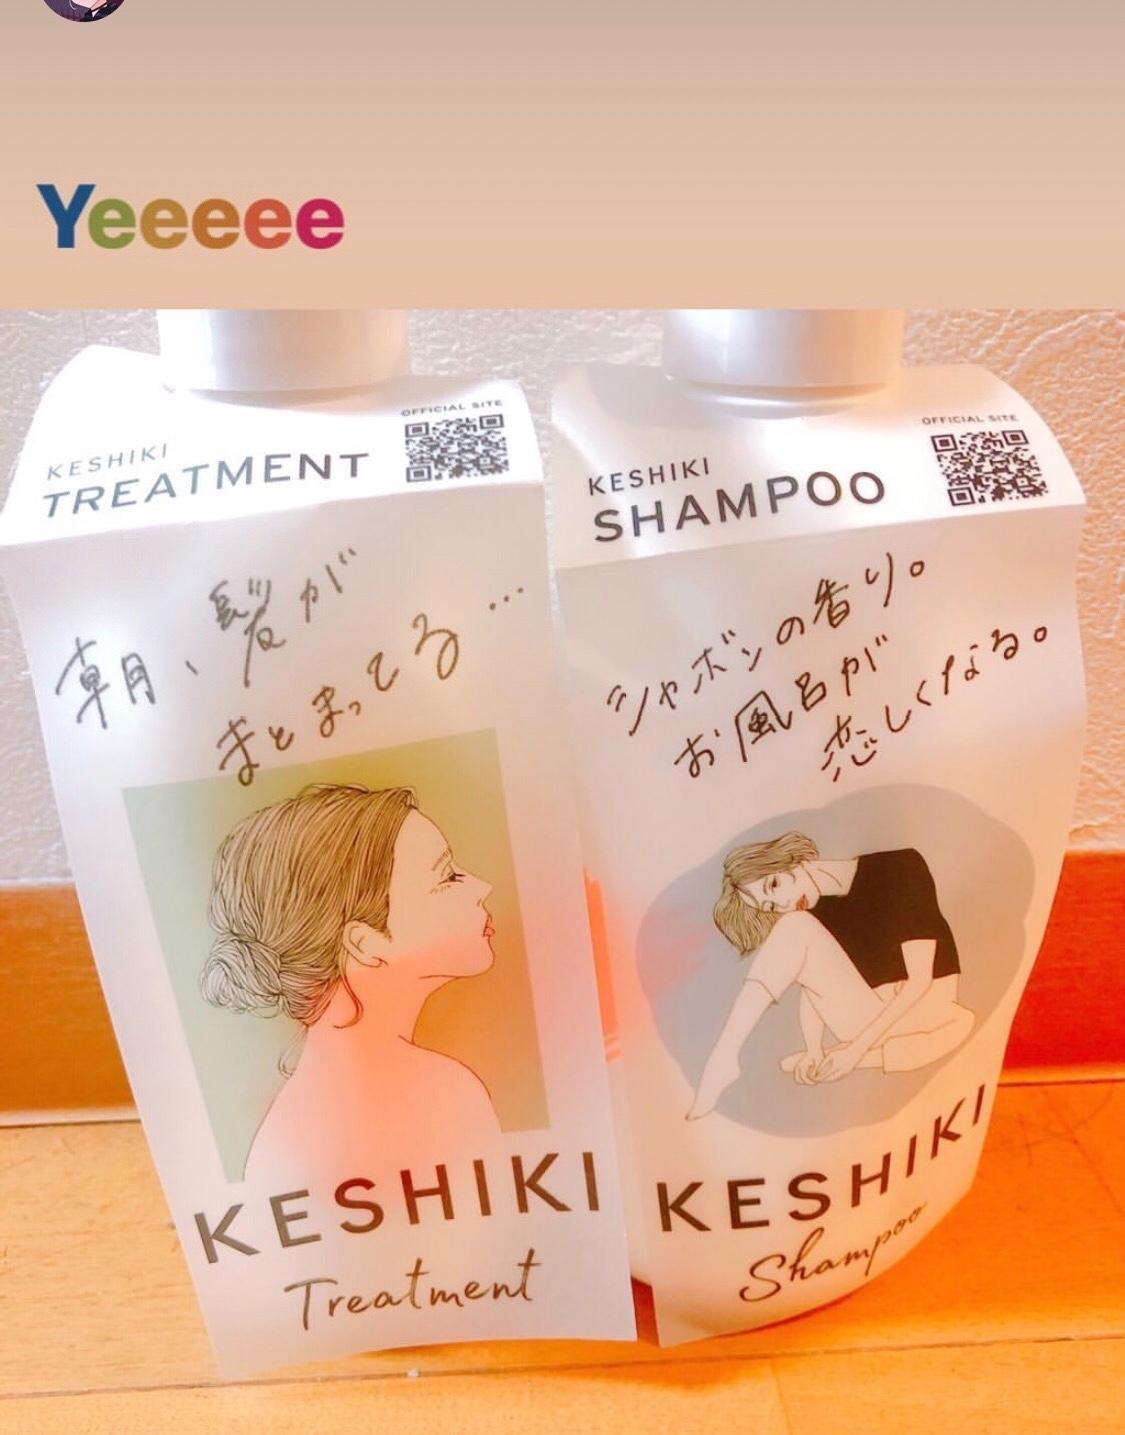 Yeeeee
KESHIKI
TREATMENT
OFFICIAL SITE
朝、髪が
まとまってる…
KESHIKI
Treatment
KESHIKI
SHAMPOO
OFFICIAL SITE
シャボンの香り。
お風呂が
恋しくなる。
KESHIKI
Shampoo